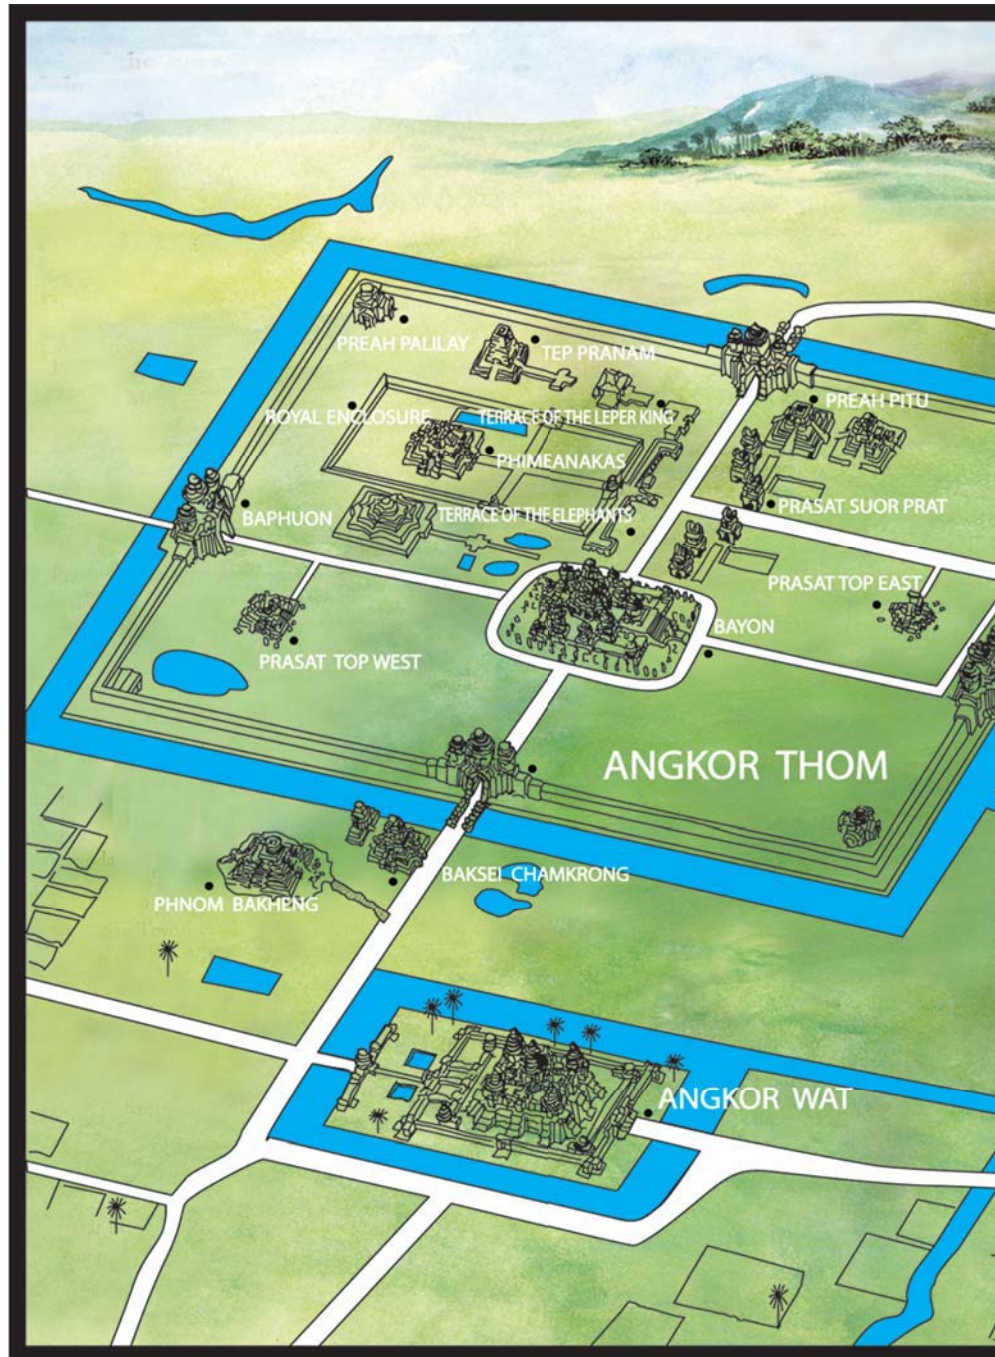 PREAH PALILAY
TEP PRANAM
PREAH PITU
ROYAL ENCLOSURE
TERRACE OF THE LEPER KING
PHIMEANAKAS
BAPHUON
TERRACE OF THE ELEPHANTS
PRASAT SUOR PRAT
PRASAT TOP EAST
BAYON
PRASAT TOP WEST
ANGKOR THOM
BAKSEI CHAMKRONG
PHNOM BAKHENG
ANGKOR WAT